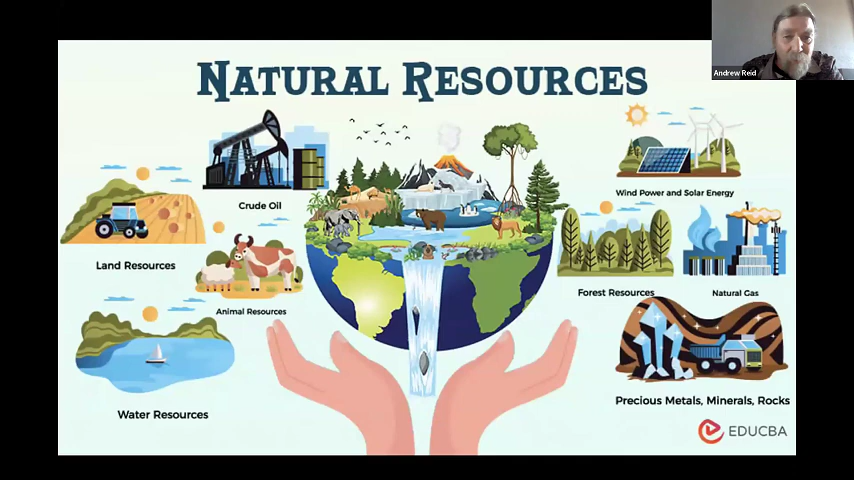 Andrew Reid
NATURAL RESOURCES
Crude Oil
Wind Power and Solar Energy
Land Resources
Animal Resources
Forest Resources
Natural Gas
Water Resources
Precious Metals, Minerals, Rocks
EDUCBA